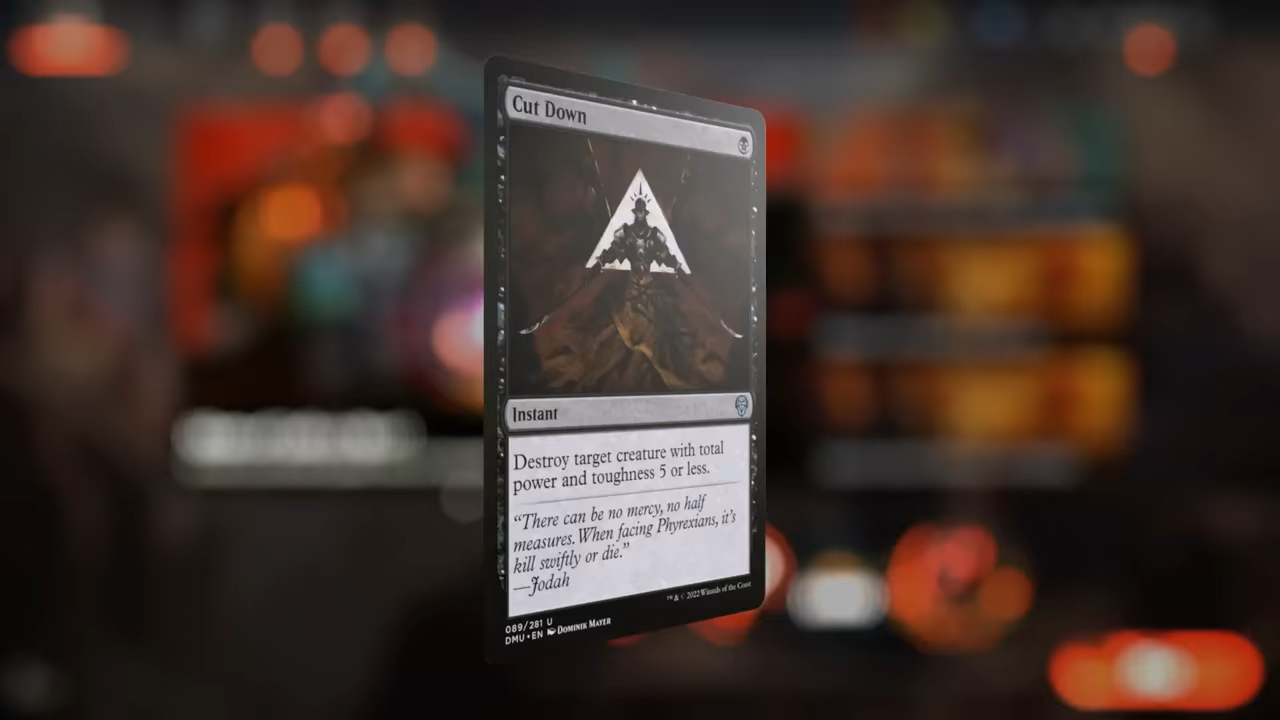 Cut Down
Instant
Destroy target creature with total
power and toughness 5 or less.
“There can be no mercy, no half
measures. When facing Phyrexians, it’s
kill swiftly or die.”
—Jodah
™ & © 2022 Wizards of the Coast
089/281 U
DMU • EN Dominik Mayer